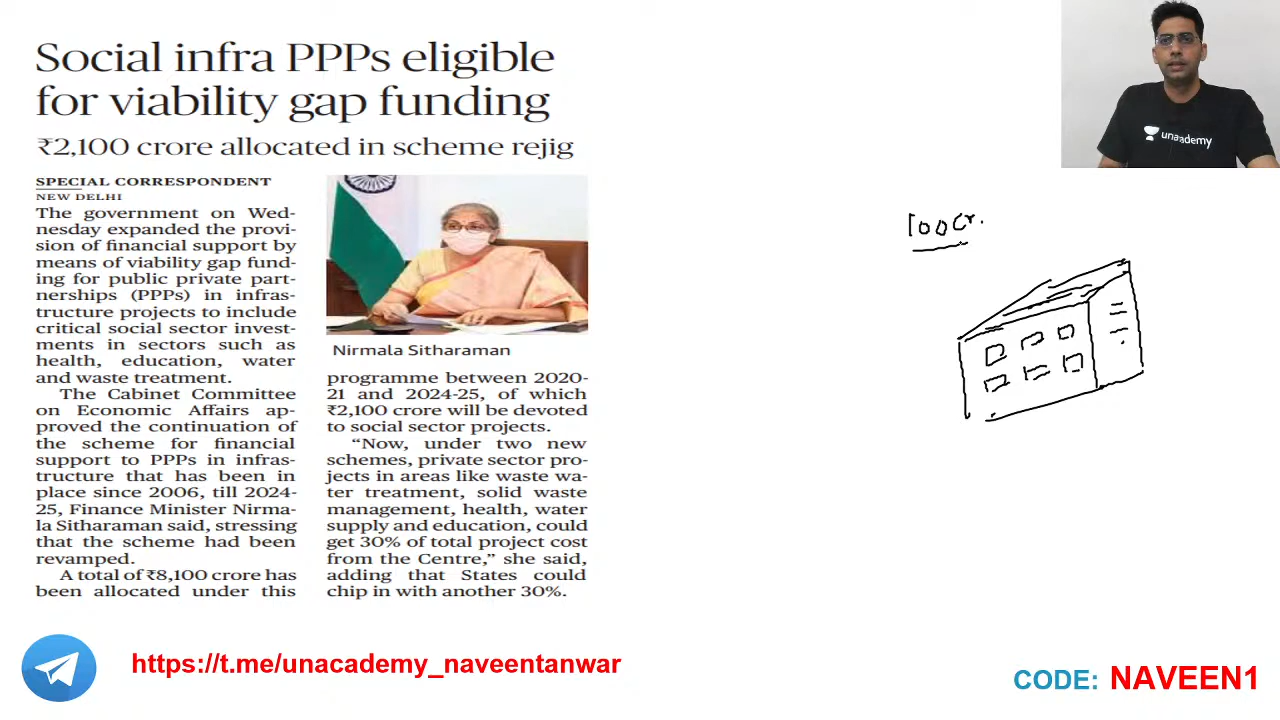 Social infra PPPs eligible
for viability gap funding
₹2,100 crore allocated in scheme rejig
SPECIAL CORRESPONDENT
NEW DELHI
The government on Wed-
nesday expanded the provi-
sion of financial support by
means of viability gap fund-
ing for public private part-
nerships (PPPs) in infras-
tructure projects to include
critical social sector invest-
ments in sectors such as
health, education, water
and waste treatment.
The Cabinet Committee
on Economic Affairs ap-
proved the continuation of
the scheme for financial
support to PPPs in infras-
tructure that has been in
place since 2006, till 2024-
25, Finance Minister Nirma-
la Sitharaman said, stressing
that the scheme had been
revamped.
A total of ₹8,100 crore has
been allocated under this
Nirmala Sitharaman
programme between 2020-
21 and 2024-25, of which
₹2,100 crore will be devoted
to social sector projects.
“Now, under two new
schemes, private sector pro-
jects in areas like waste wa-
ter treatment, solid waste
management, health, water
supply and education, could
get 30% of total project cost
from the Centre,” she said,
adding that States could
chip in with another 30%.
unacademy
100 Cr.
https://t.me/unacademy_naveentanwar
CODE: NAVEEN1